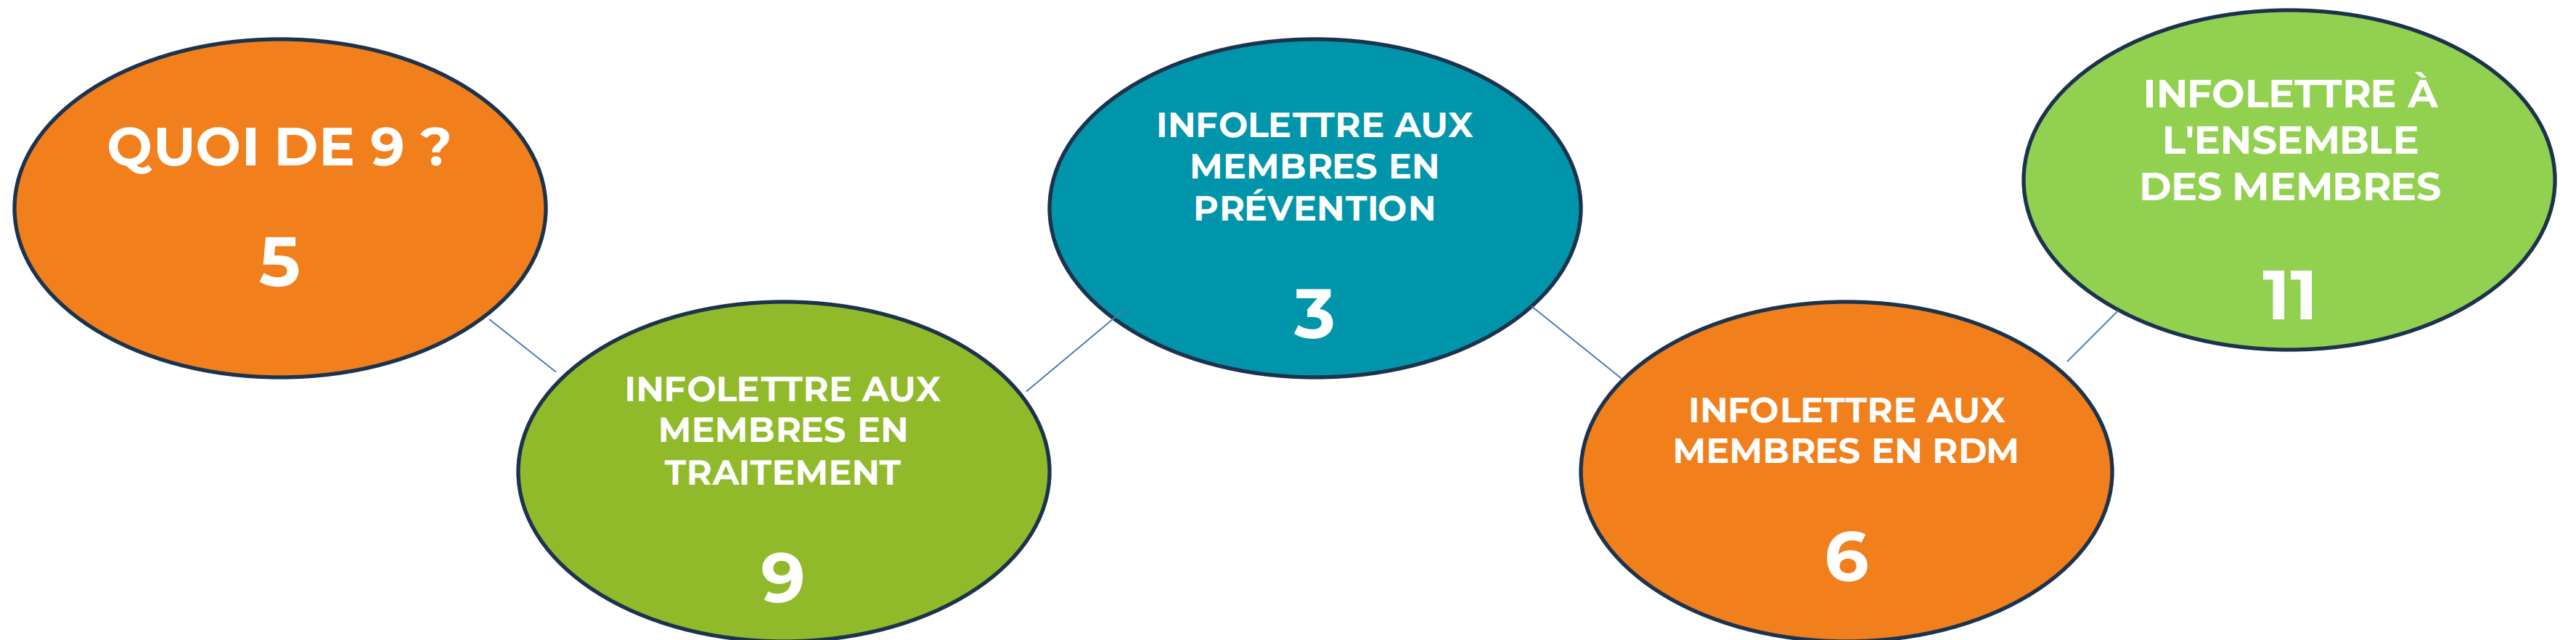 QUOI DE 9 ?
5
INFOLETTRE AUX
MEMBRES EN
TRAITEMENT
9
INFOLETTRE AUX
MEMBRES EN
PRÉVENTION
3
INFOLETTRE AUX
MEMBRES EN RDM
6
INFOLETTRE À
L'ENSEMBLE
DES MEMBRES
11